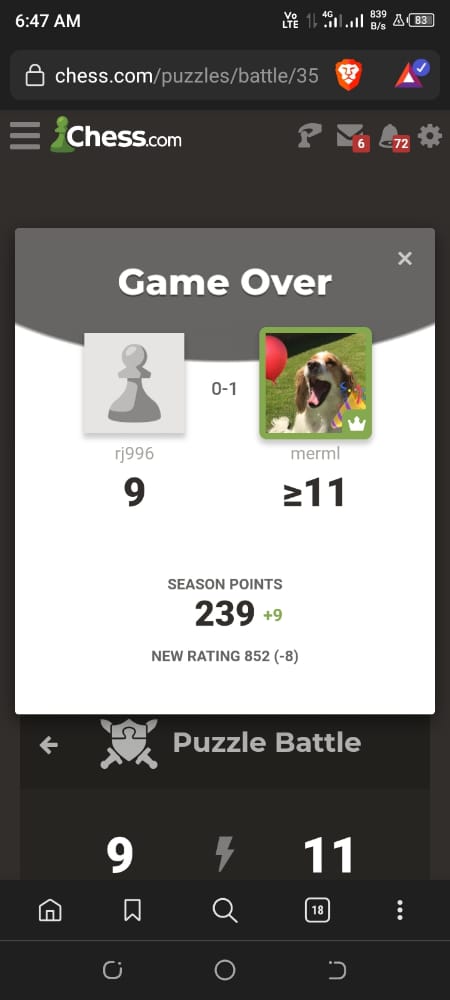 6:47 AM
Vo LTE 4G 839 B/s 83
chess.com/puzzles/battle/35
Chess.com
6 72
×
Game Over
0-1
rj996 merml
9 ≥11
SEASON POINTS
239 +9
NEW RATING 852 (-8)
Puzzle Battle
9 11
18